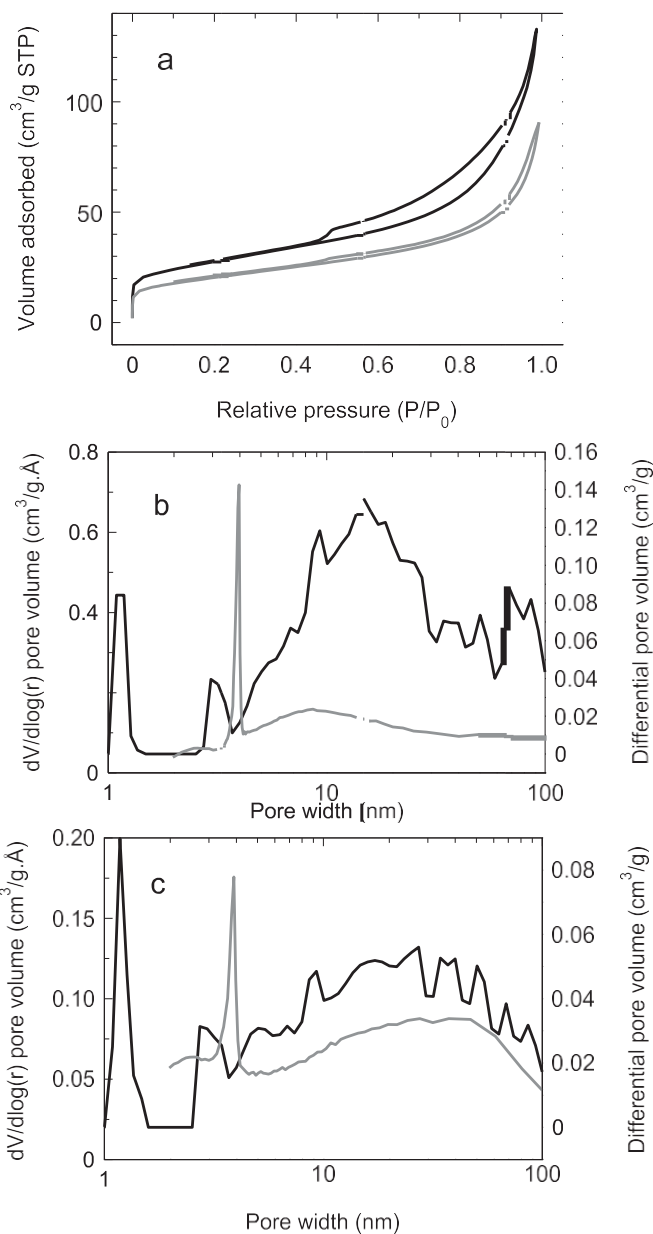 a
Volume adsorbed (cm³/g STP)
100
50
0
0 0.2 0.4 0.6 0.8 1.0
Relative pressure (P/P₀)
b
dV/dlog(r) pore volume (cm³/g.Å)
Differential pore volume (cm³/g)
0.8 0.16
0.14
0.6 0.12
0.10
0.4 0.08
0.06
0.2 0.04
0.02
0 0
1 10 100
Pore width (nm)
c
dV/dlog(r) pore volume (cm³/g.Å)
Differential pore volume (cm³/g)
0.20
0.08
0.15
0.06
0.10
0.04
0.05
0.02
0 0
1 10 100
Pore width (nm)